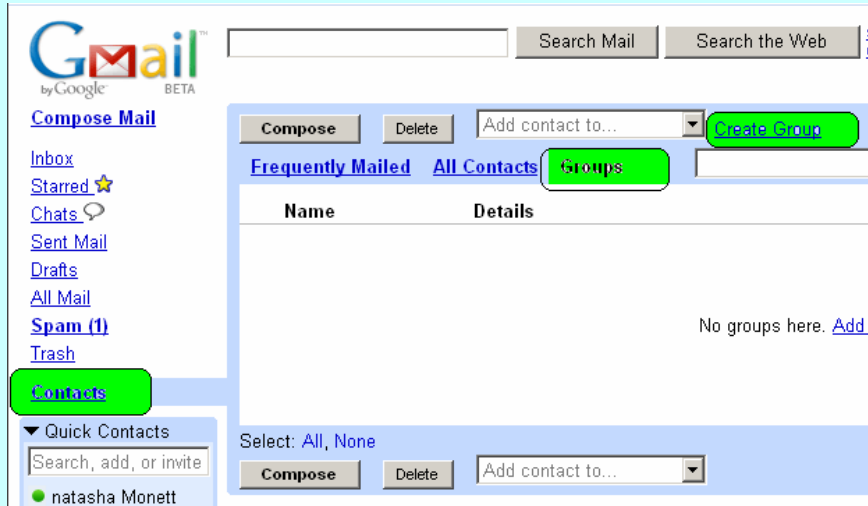 Gmail™
by Google BETA
Search Mail Search the Web
Compose Mail
Inbox
Starred
Chats
Sent Mail
Drafts
All Mail
Spam (1)
Trash
Contacts
Quick Contacts
Search, add, or invite
natasha Monett
Compose Delete Add contact to... Create Group
Frequently Mailed All Contacts Groups
Name Details
No groups here. Add
Select: All, None
Compose Delete Add contact to...